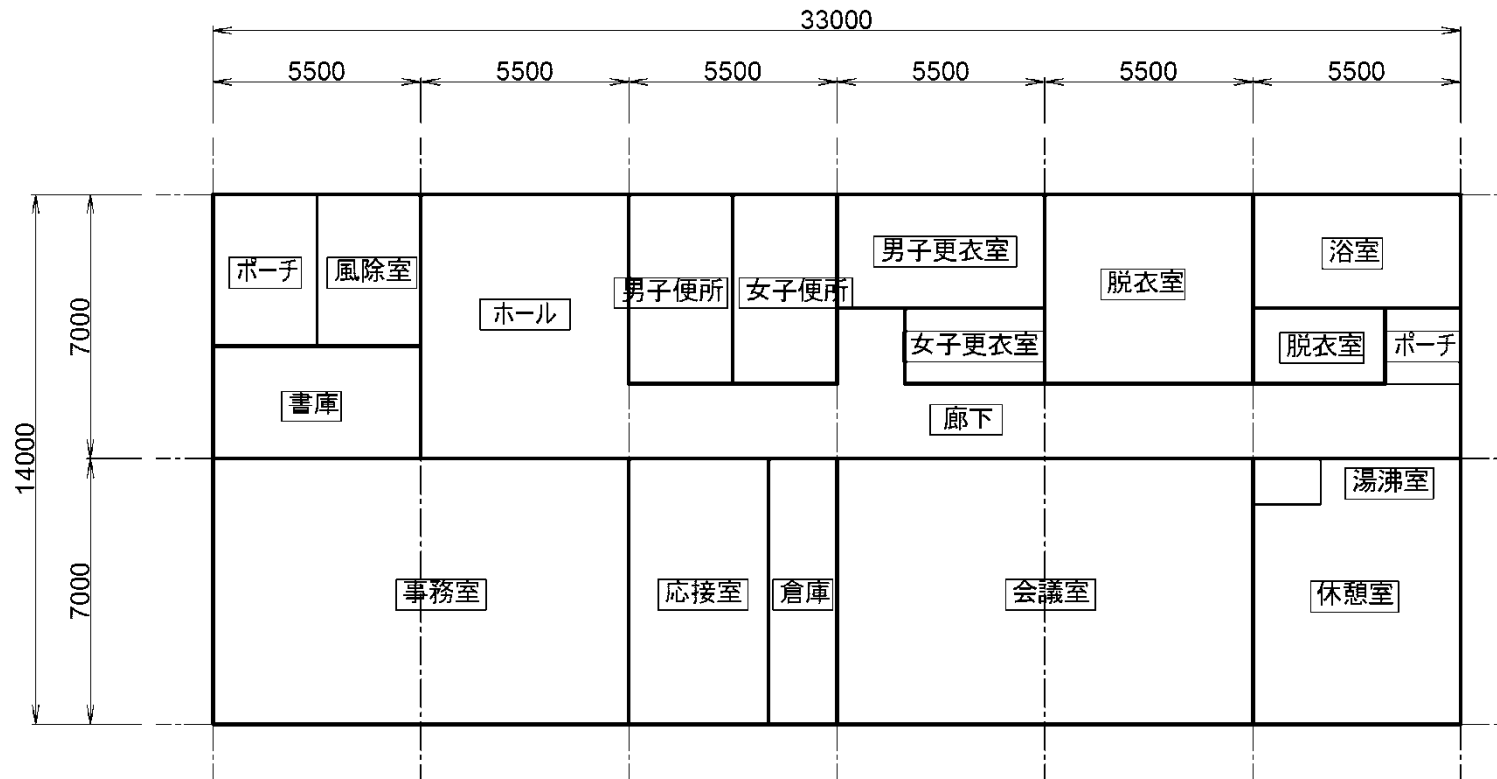 33000
5500 5500 5500 5500 5500 5500
ポーチ
風除室
ホール
男子便所
女子便所
男子更衣室
女子更衣室
脱衣室
浴室
脱衣室
ポーチ
書庫
廊下
7000
14000
7000
事務室
応接室
倉庫
会議室
湯沸室
休憩室